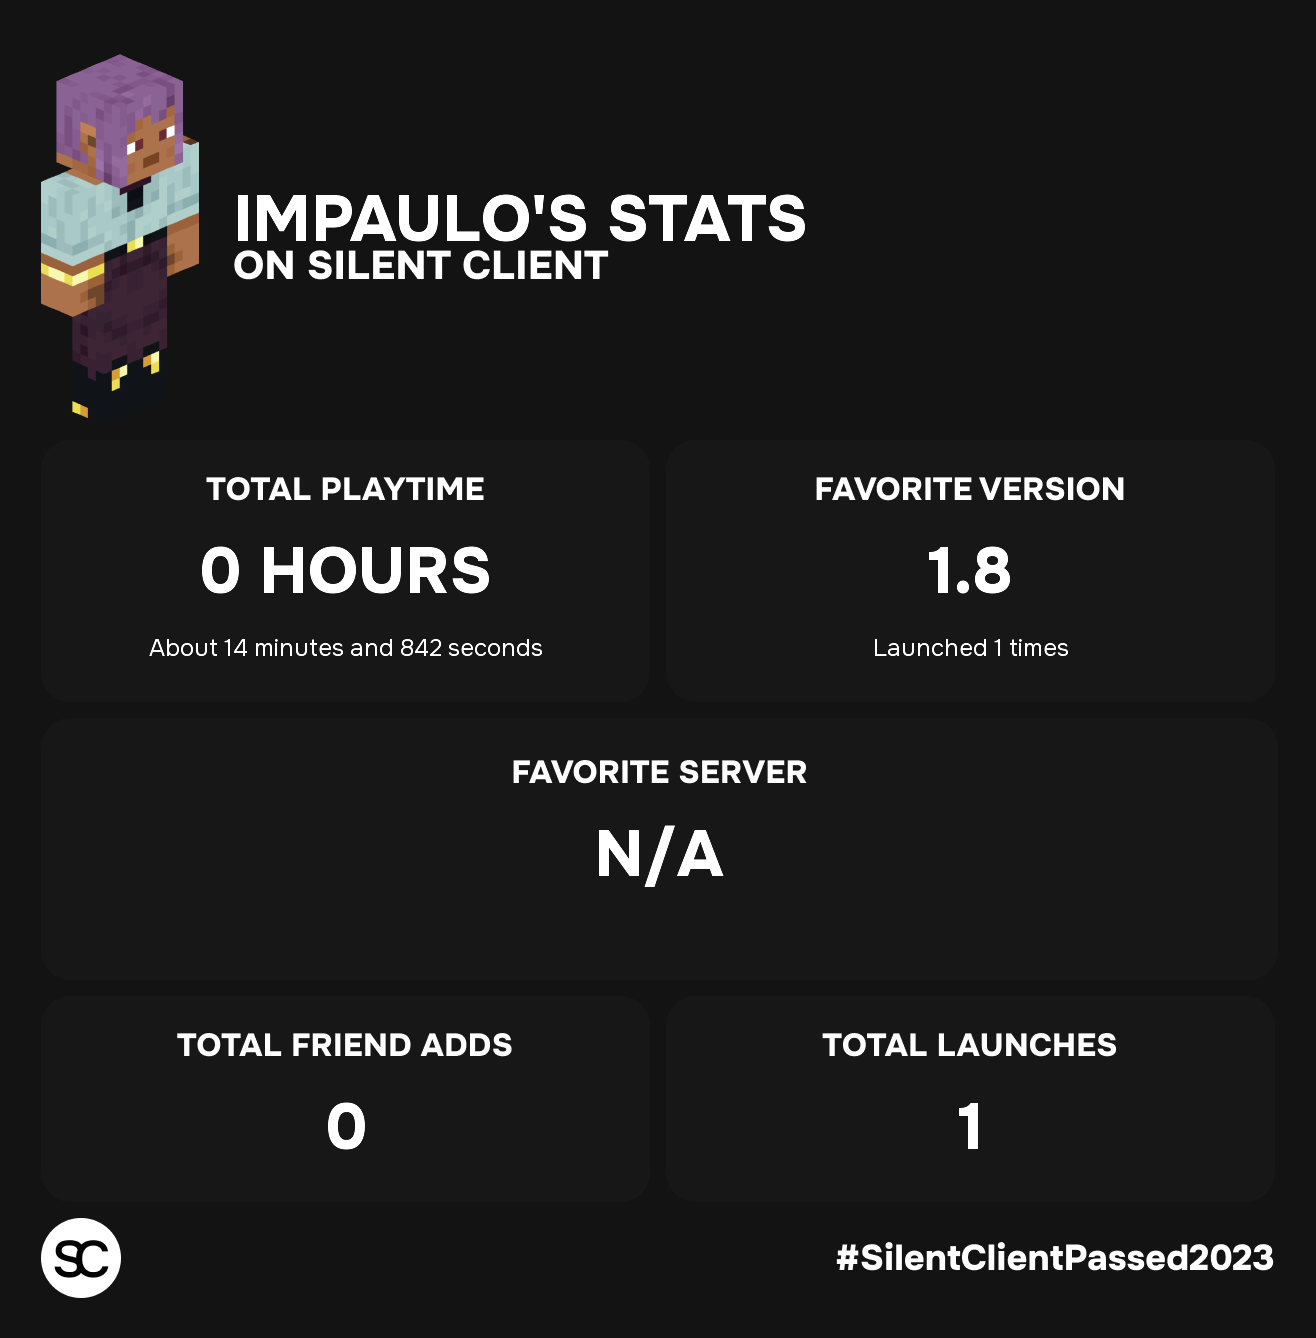 IMPAULO'S STATS
ON SILENT CLIENT
TOTAL PLAYTIME
0 HOURS
About 14 minutes and 842 seconds
FAVORITE VERSION
1.8
Launched 1 times
FAVORITE SERVER
N/A
TOTAL FRIEND ADDS
0
TOTAL LAUNCHES
1
SC
#SilentClientPassed2023